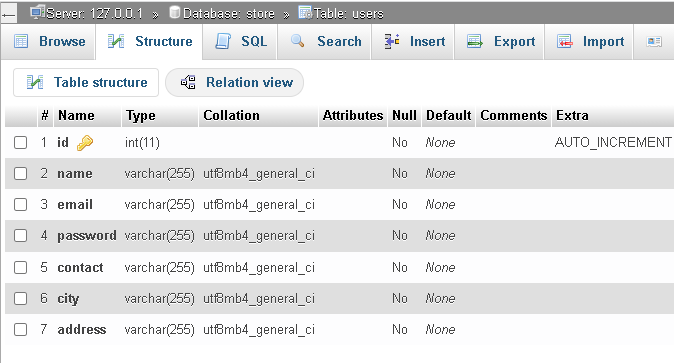 Server: 127.0.0.1 » Database: store » Table: users
Browse Structure SQL Search Insert Export Import
Table structure Relation view
# Name Type Collation Attributes Null Default Comments Extra
1 id int(11) No None AUTO_INCREMENT
2 name varchar(255) utf8mb4_general_ci No None
3 email varchar(255) utf8mb4_general_ci No None
4 password varchar(255) utf8mb4_general_ci No None
5 contact varchar(255) utf8mb4_general_ci No None
6 city varchar(255) utf8mb4_general_ci No None
7 address varchar(255) utf8mb4_general_ci No None